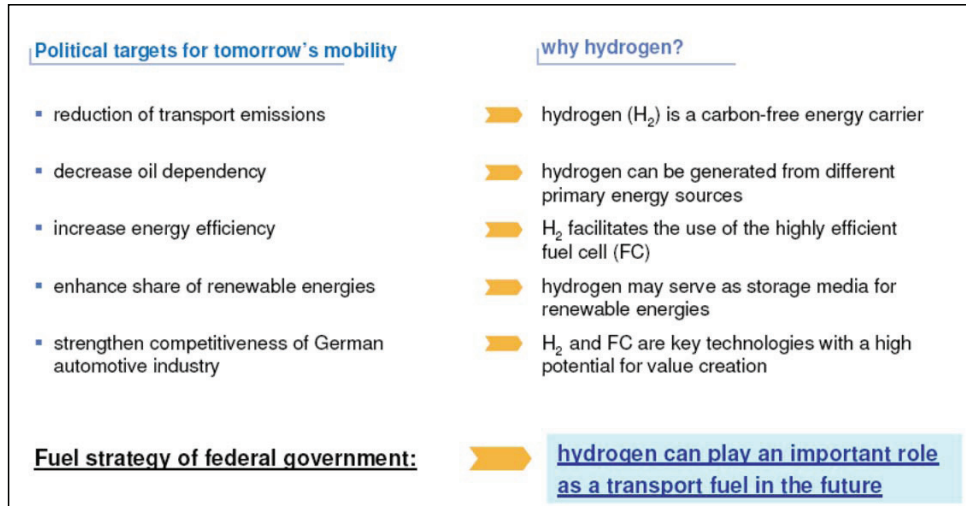 Political targets for tomorrow's mobility
why hydrogen?
▪ reduction of transport emissions
hydrogen (H₂) is a carbon-free energy carrier
▪ decrease oil dependency
hydrogen can be generated from different
primary energy sources
▪ increase energy efficiency
H₂ facilitates the use of the highly efficient
fuel cell (FC)
▪ enhance share of renewable energies
hydrogen may serve as storage media for
renewable energies
▪ strengthen competitiveness of German
automotive industry
H₂ and FC are key technologies with a high
potential for value creation
Fuel strategy of federal government:
hydrogen can play an important role
as a transport fuel in the future